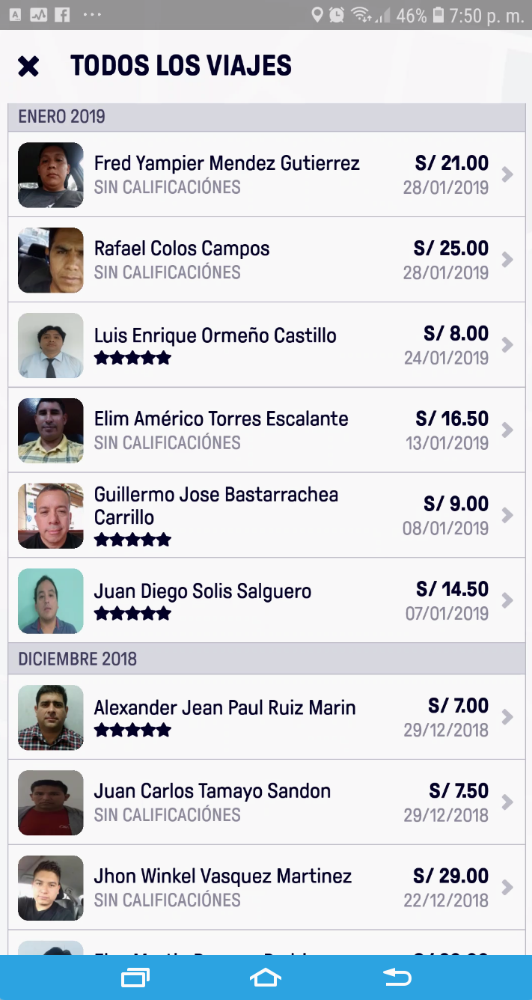 46% 7:50 p. m.
TODOS LOS VIAJES
ENERO 2019
Fred Yampier Mendez Gutierrez S/ 21.00
SIN CALIFICACIÓNES 28/01/2019
Rafael Colos Campos S/ 25.00
SIN CALIFICACIÓNES 28/01/2019
Luis Enrique Ormeño Castillo S/ 8.00
24/01/2019
Elim Américo Torres Escalante S/ 16.50
SIN CALIFICACIÓNES 13/01/2019
Guillermo Jose Bastarrachea
Carrillo S/ 9.00
08/01/2019
Juan Diego Solis Salguero S/ 14.50
07/01/2019
DICIEMBRE 2018
Alexander Jean Paul Ruiz Marin S/ 7.00
29/12/2018
Juan Carlos Tamayo Sandon S/ 7.50
SIN CALIFICACIÓNES 29/12/2018
Jhon Winkel Vasquez Martinez S/ 29.00
SIN CALIFICACIÓNES 22/12/2018